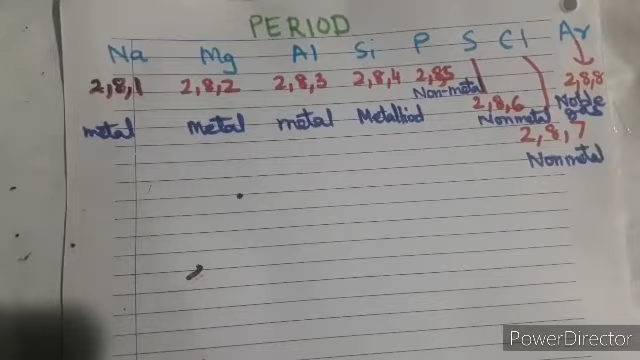 PERIOD
Na Mg Al Si P S Cl Ar
2,8,1 2,8,2 2,8,3 2,8,4 2,8,5 2,8,8
Non-metal
2,8,6 Noble gas
metal metal metal Metalliod Nonmetal
2,8,7
Nonmetal
PowerDirector